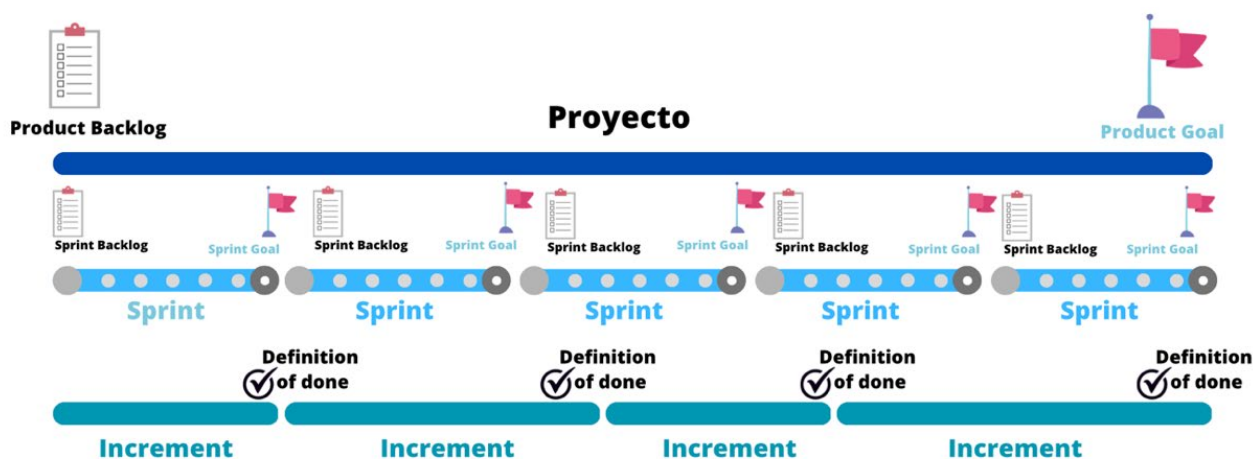 Product Backlog
Proyecto
Product Goal
Sprint Backlog
Sprint Goal
Sprint Backlog
Sprint Goal
Sprint Backlog
Sprint Goal
Sprint Backlog
Sprint Goal
Sprint Backlog
Sprint Goal
Sprint
Sprint
Sprint
Sprint
Sprint
Definition
of done
Definition
of done
Definition
of done
Definition
of done
Increment
Increment
Increment
Increment